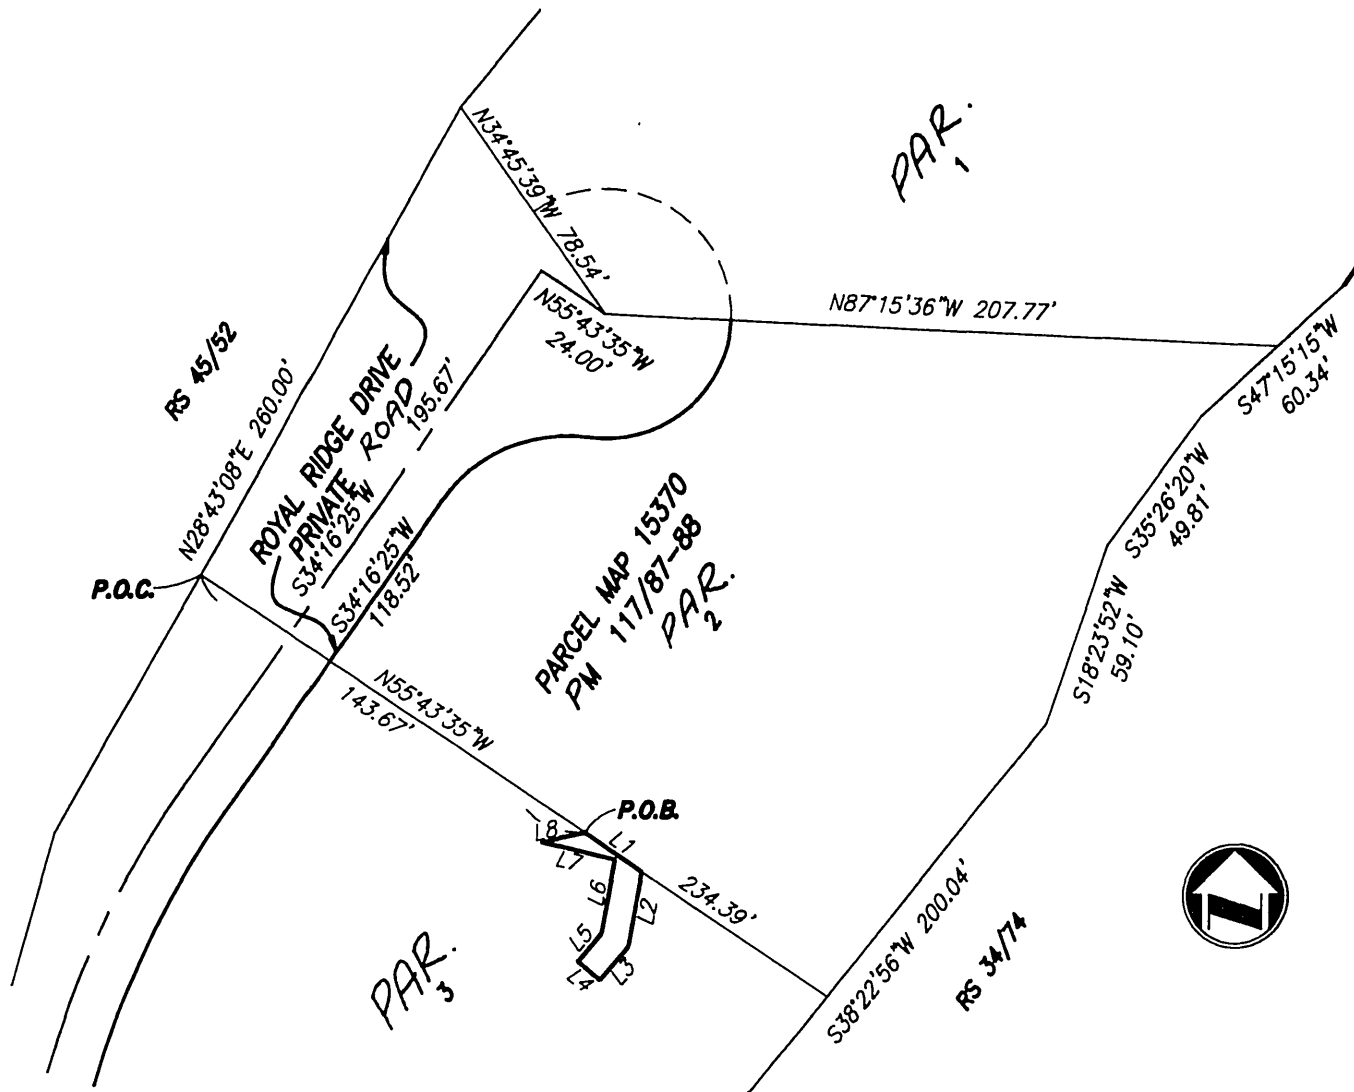 PAR.
1
N34°45'39"W 78.54'
N87°15'36"W 207.77'
N55°43'35"W
24.00'
S47°15'15"W
60.34'
RS 45/52
N28°43'08"E 260.00'
ROYAL RIDGE DRIVE
PRIVATE ROAD
S34°16'25"W 195.67'
S34°16'25"W
118.52'
S35°26'20"W
49.81'
PARCEL MAP 15370
PM 117/87-88
PAR.
2
P.O.C.
S18°23'52"W
59.10'
N55°43'35"W
143.67'
P.O.B.
L8
L1
L7
L6
L2
234.39'
L5
L3
L4
S38°22'56"W 200.04'
RS 34/74
PAR.
3
N